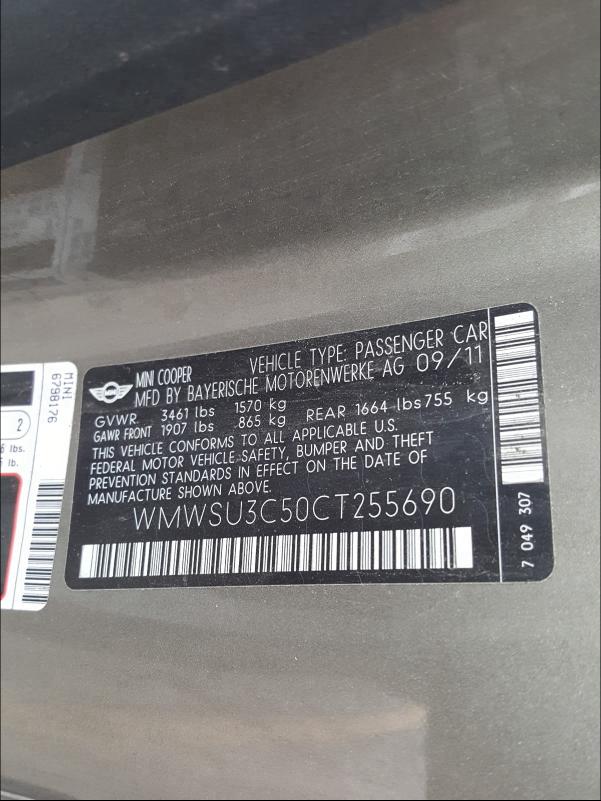 MINI COOPER VEHICLE TYPE: PASSENGER CAR
MFD BY BAYERISCHE MOTORENWERKE AG 09/11
GVWR. 3461 lbs 1570 kg
GAWR FRONT 1907 lbs 865 kg REAR 1664 lbs 755 kg
THIS VEHICLE CONFORMS TO ALL APPLICABLE U.S.
FEDERAL MOTOR VEHICLE SAFETY, BUMPER AND THEFT
PREVENTION STANDARDS IN EFFECT ON THE DATE OF
MANUFACTURE SHOWN ABOVE.
WMWSU3C50CT255690
7 049 307
MINI
6798176
2
lbs.
lb.